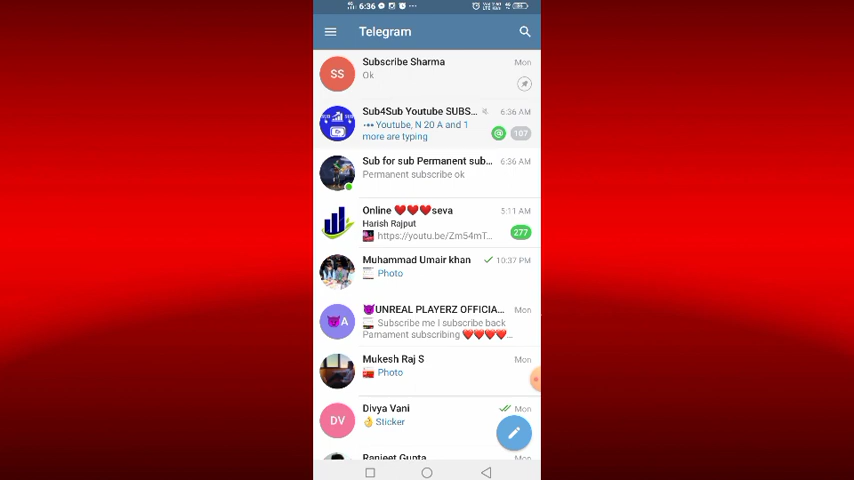 6:36
Telegram
SS
Subscribe Sharma
Mon
Ok
Sub4Sub Youtube SUBS...
6:36 AM
Youtube, N 20 A and 1
more are typing
@ 107
Sub for sub Permanent sub...
6:36 AM
Permanent subscribe ok
Online ❤️❤️❤️seva
5:11 AM
Harish Rajput
https://youtu.be/Zm54mT...
277
Muhammad Umair khan
10:37 PM
Photo
😈A
😈UNREAL PLAYERZ OFFICIA...
Mon
Subscribe me I subscribe back
Parnament subscribing ❤️❤️❤️❤️...
Mukesh Raj S
Mon
Photo
DV
Divya Vani
Mon
👌 Sticker
Ranjeet Gupta
Mon